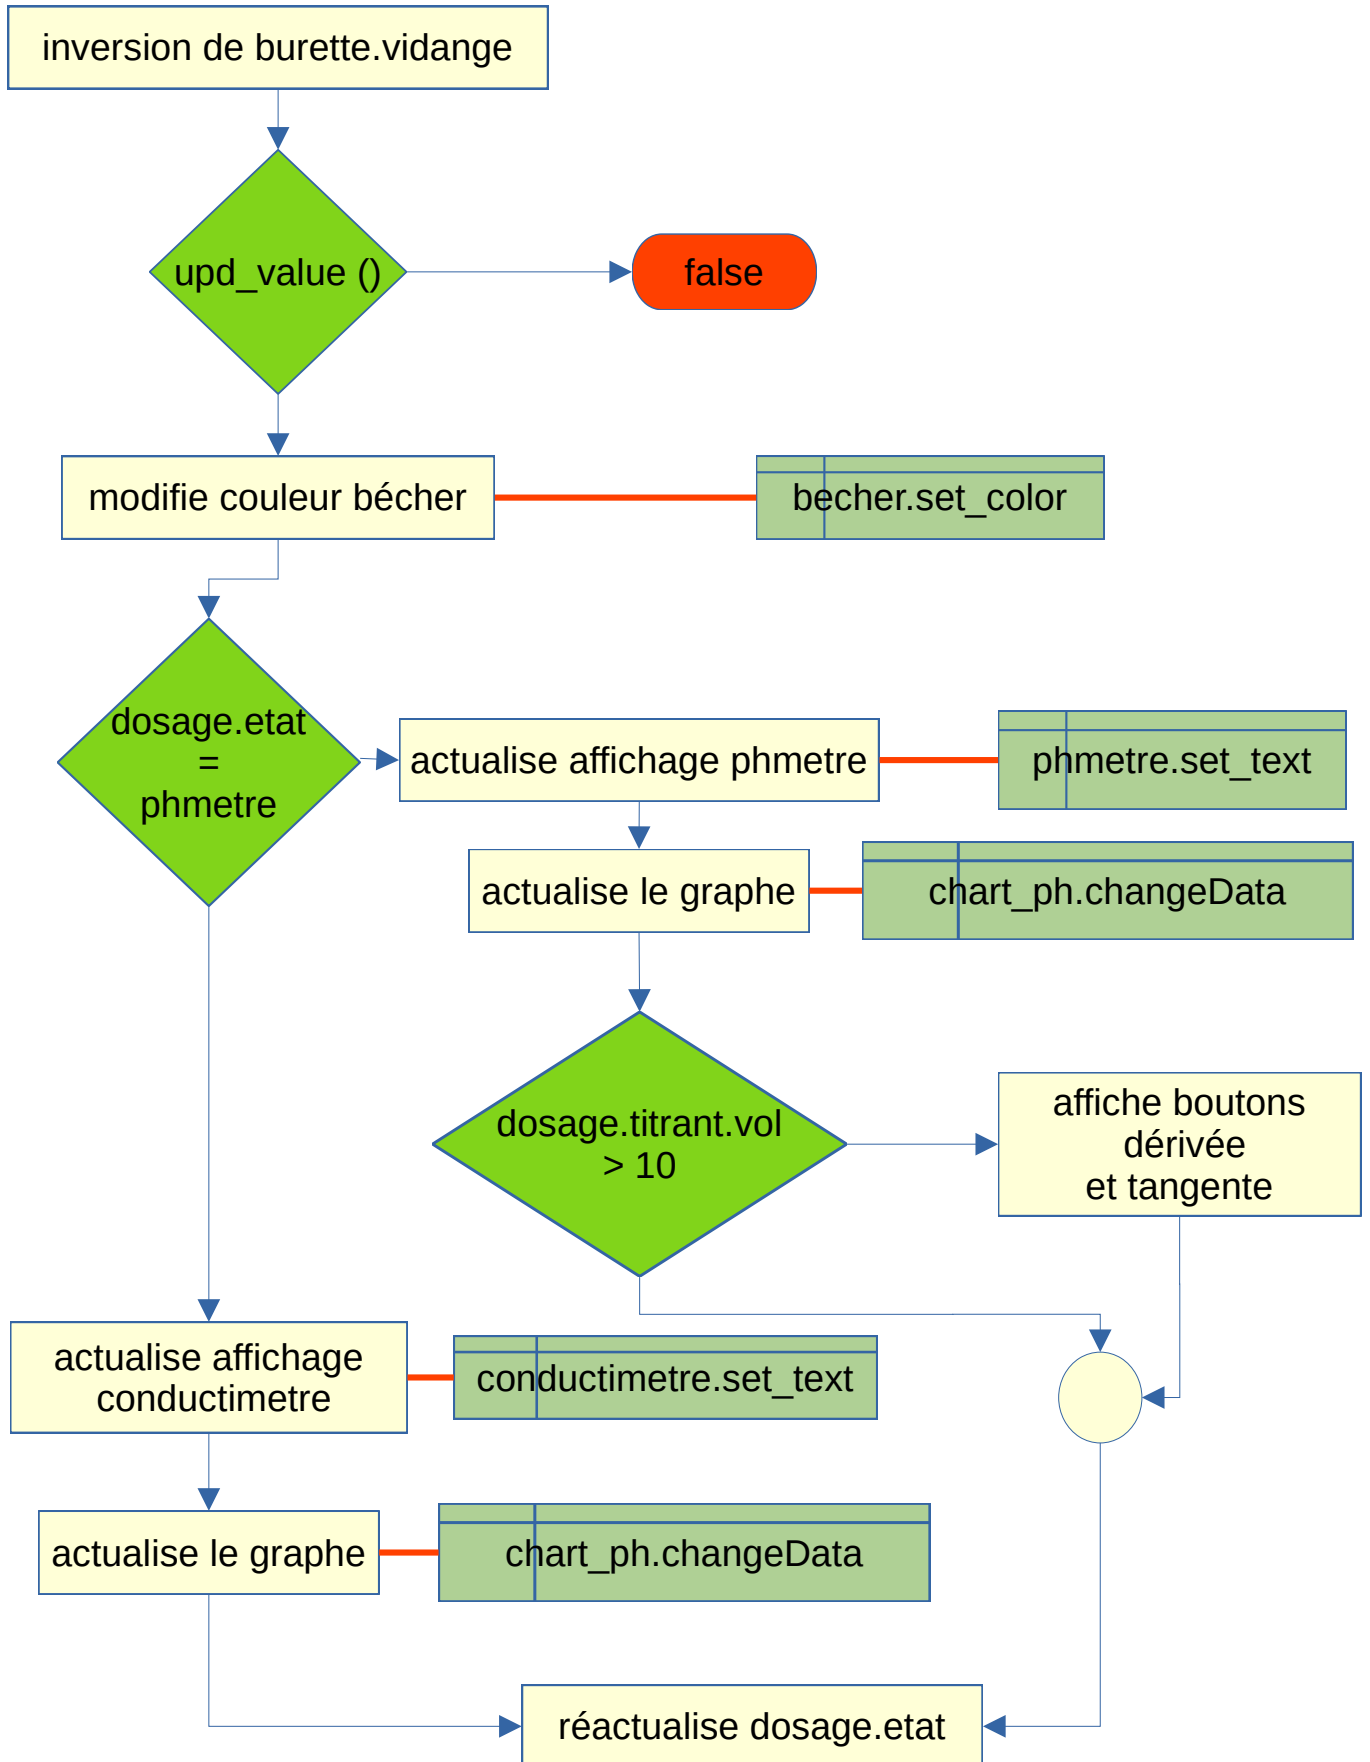 inversion de burette.vidange
upd_value ()
false
modifie couleur bécher
becher.set_color
dosage.etat
=
phmetre
actualise affichage phmetre
phmetre.set_text
actualise le graphe
chart_ph.changeData
dosage.titrant.vol
> 10
affiche boutons
dérivée
et tangente
actualise affichage
conductimetre
conductimetre.set_text
actualise le graphe
chart_ph.changeData
réactualise dosage.etat